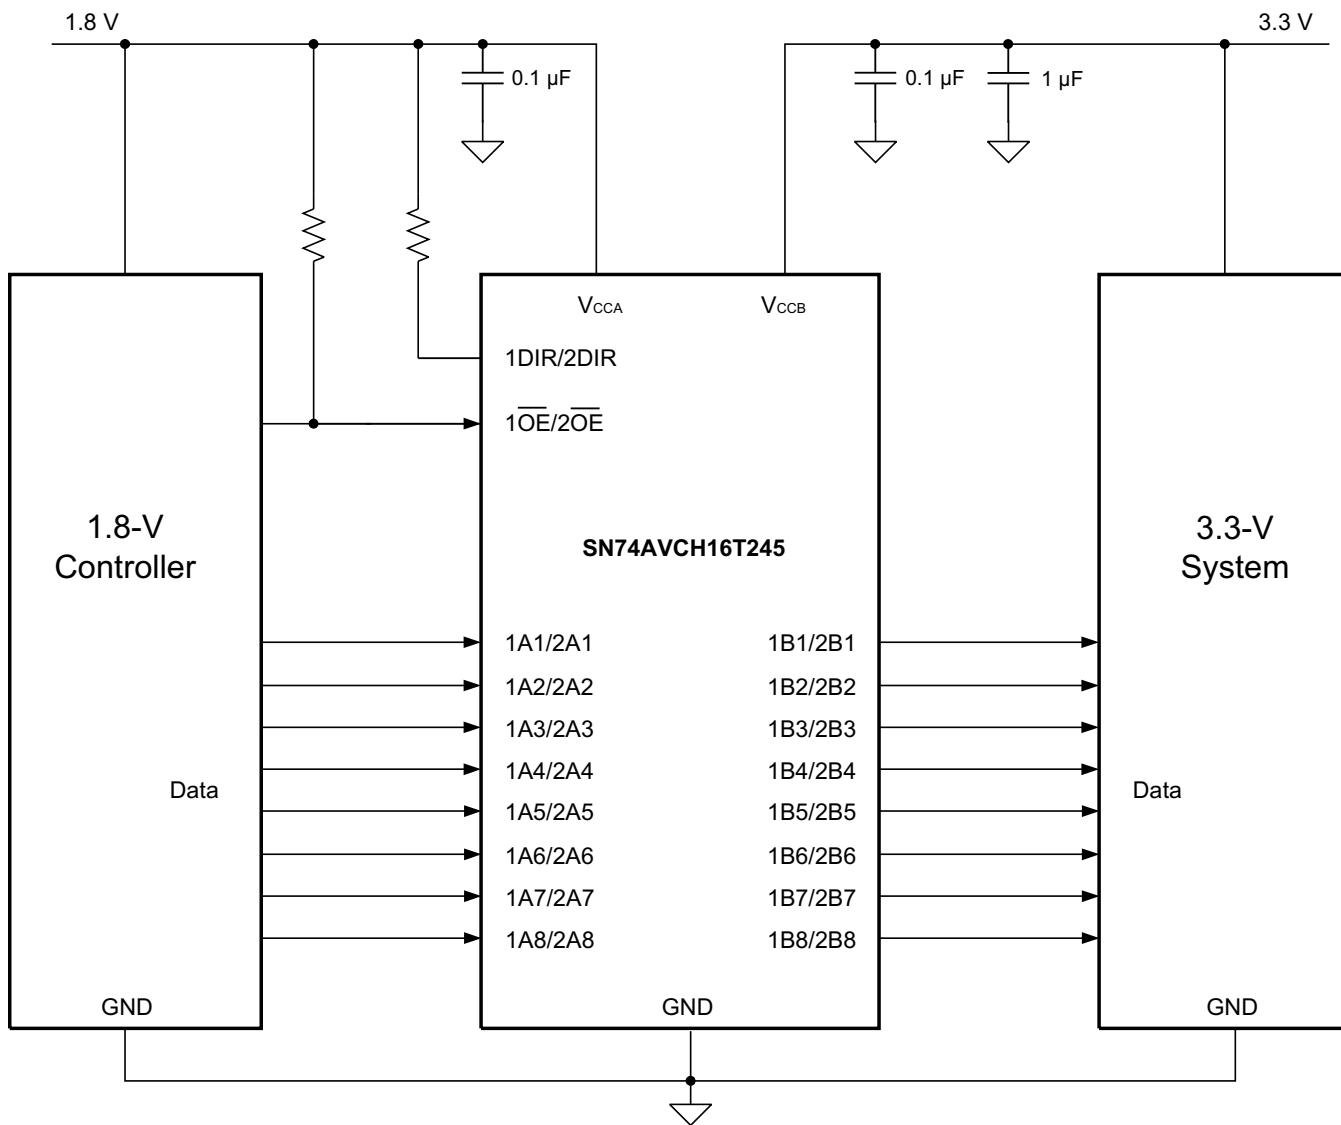 1.8 V
3.3 V
0.1 µF
0.1 µF
1 µF
VCCA
VCCB
1DIR/2DIR
1O̅E̅/2O̅E̅
1.8-V
Controller
SN74AVCH16T245
3.3-V
System
1A1/2A1
1B1/2B1
1A2/2A2
1B2/2B2
1A3/2A3
1B3/2B3
1A4/2A4
1B4/2B4
Data
Data
1A5/2A5
1B5/2B5
1A6/2A6
1B6/2B6
1A7/2A7
1B7/2B7
1A8/2A8
1B8/2B8
GND
GND
GND